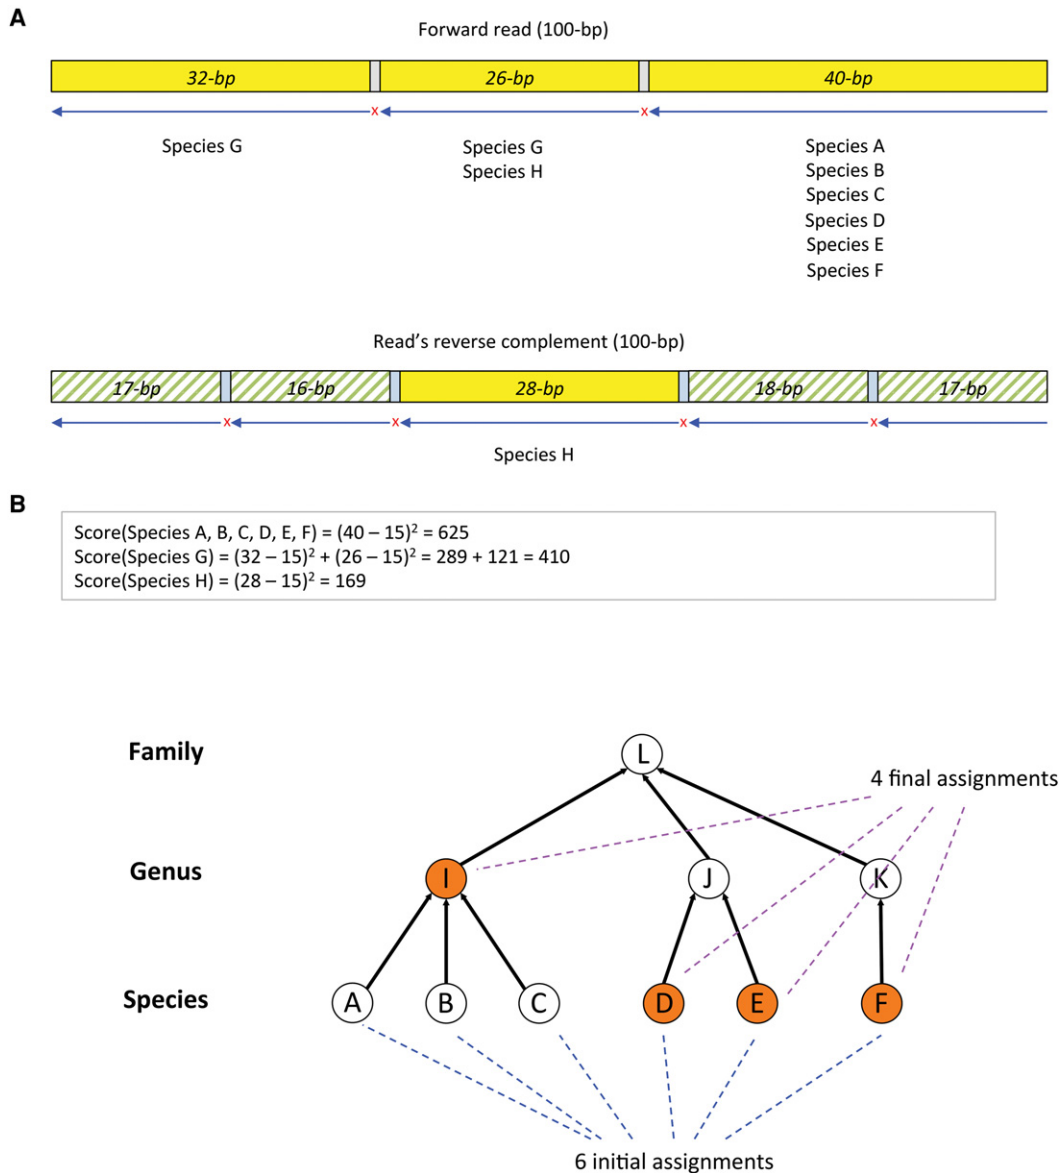 A
Forward read (100-bp)
32-bp 26-bp 40-bp
x x
Species G Species G Species A
Species H Species B
Species C
Species D
Species E
Species F
Read's reverse complement (100-bp)
17-bp 16-bp 28-bp 18-bp 17-bp
x x x x
Species H
B
Score(Species A, B, C, D, E, F) = (40 – 15)² = 625
Score(Species G) = (32 – 15)² + (26 – 15)² = 289 + 121 = 410
Score(Species H) = (28 – 15)² = 169
Family L
4 final assignments
Genus I J K
Species A B C D E F
6 initial assignments